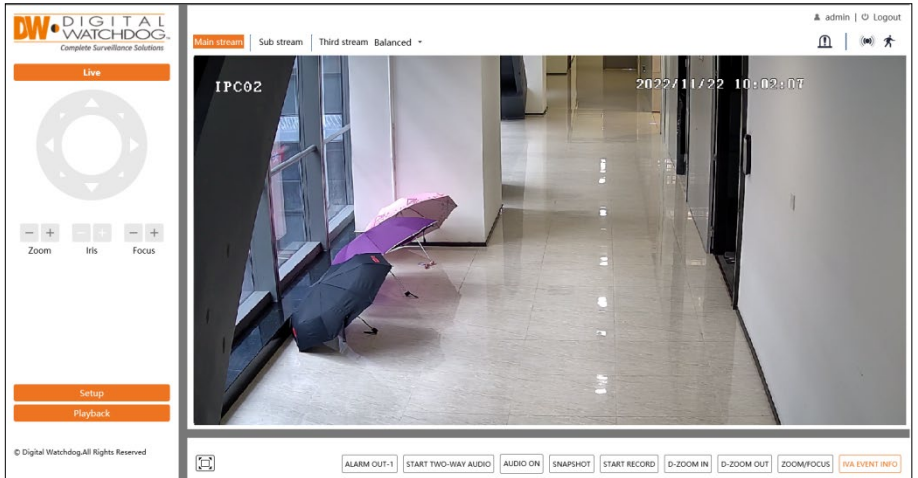 admin | Logout
DW DIGITAL
WATCHDOG
Complete Surveillance Solutions
Main stream | Sub stream | Third stream Balanced
Live
IPC02
2022/11/22 10:02:07
− + − + − +
Zoom Iris Focus
Setup
Playback
© Digital Watchdog.All Rights Reserved
ALARM OUT-1 START TWO-WAY AUDIO AUDIO ON SNAPSHOT START RECORD D-ZOOM IN D-ZOOM OUT ZOOM/FOCUS IVA EVENT INFO